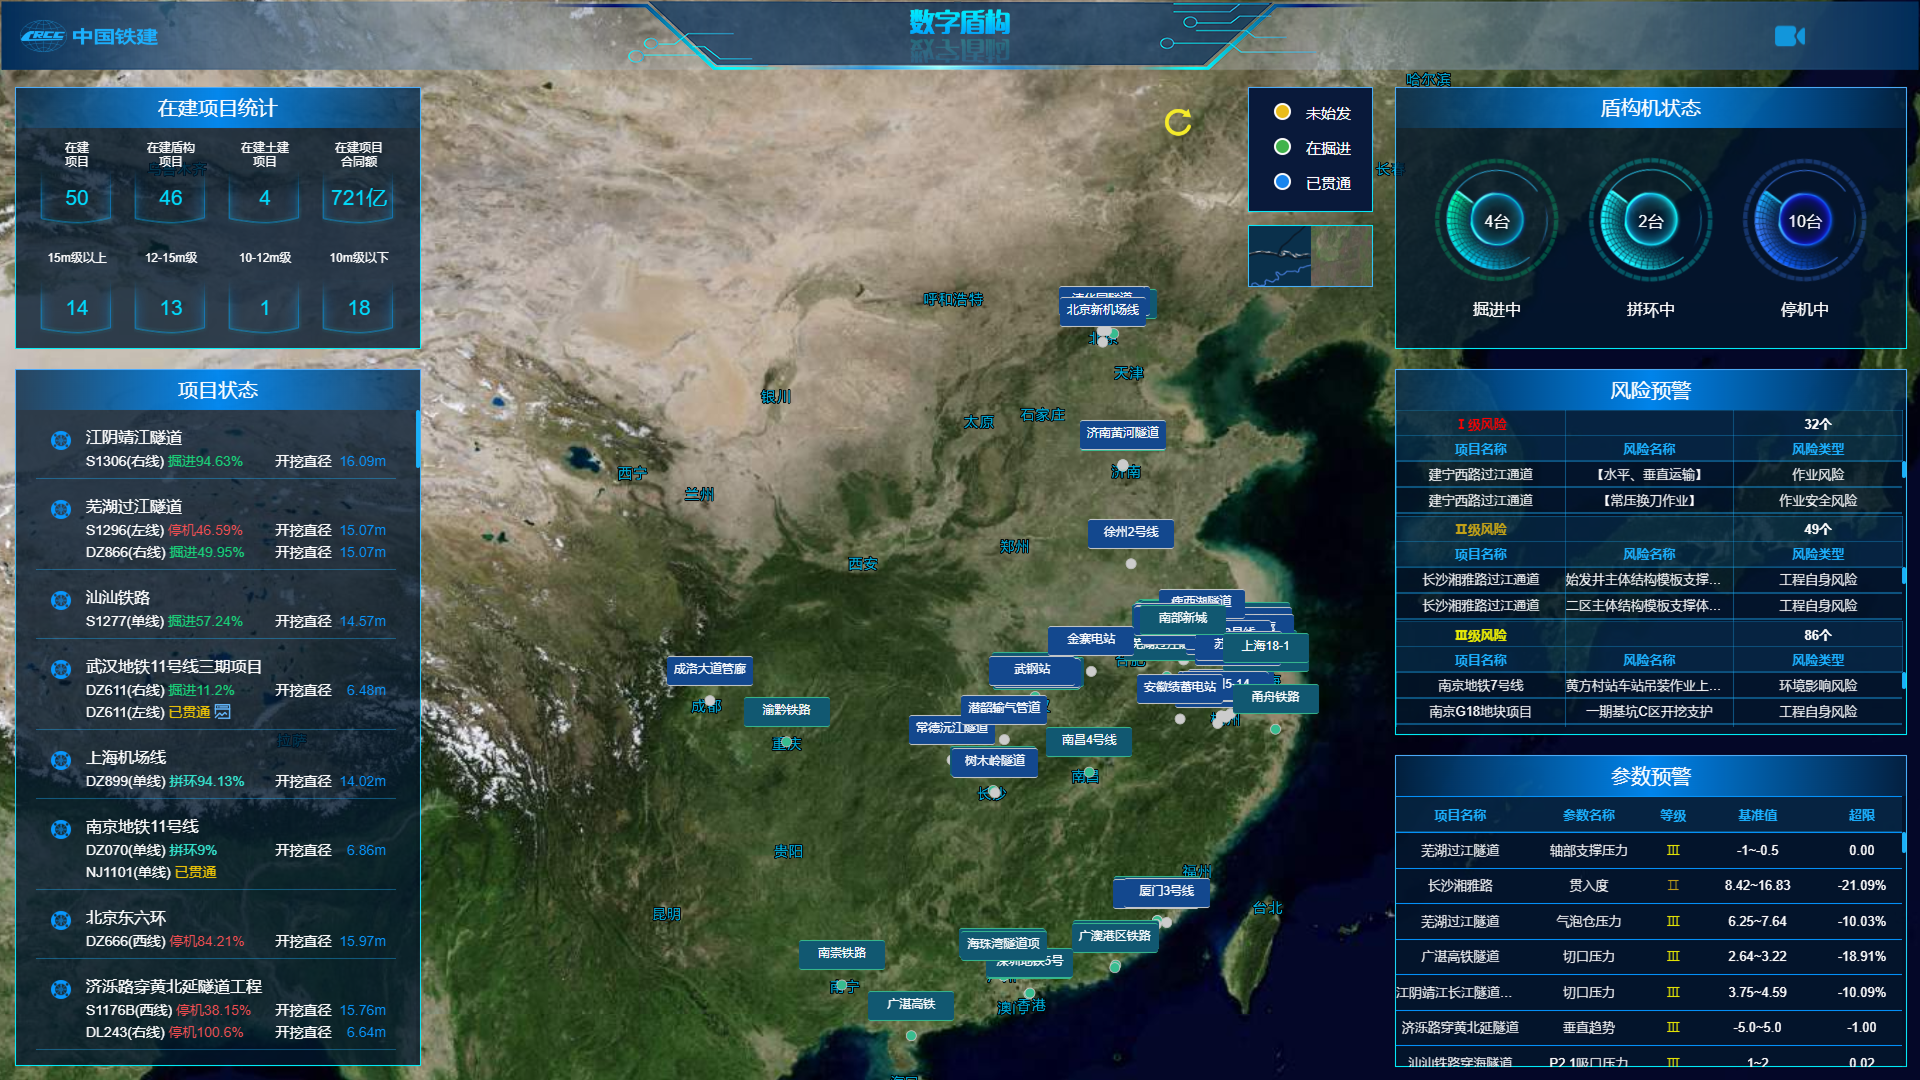 CRCC 中国铁建
数字盾构
在建项目统计
在建项目
在建盾构项目
在建土建项目
在建项目合同额
50
46
4
721亿
15m级以上
12-15m级
10-12m级
10m级以下
14
13
1
18
项目状态
江阴靖江隧道
S1306(右线) 掘进94.63% 开挖直径 16.09m
芜湖过江隧道
S1296(左线) 停机46.59% 开挖直径 15.07m
DZ866(右线) 掘进49.95% 开挖直径 15.07m
汕汕铁路
S1277(单线) 掘进57.24% 开挖直径 14.57m
武汉地铁11号线三期项目
DZ611(右线) 掘进11.2% 开挖直径 6.48m
DZ611(左线) 已贯通
上海机场线
DZ899(单线) 拼环94.13% 开挖直径 14.02m
南京地铁11号线
DZ070(单线) 拼环9% 开挖直径 6.86m
NJ1101(单线) 已贯通
北京东六环
DZ666(西线) 停机84.21% 开挖直径 15.97m
济泺路穿黄北延隧道工程
S1176B(西线) 停机38.15% 开挖直径 15.76m
DL243(右线) 停机100.6% 开挖直径 6.64m
未始发
在掘进
已贯通
哈尔滨
长春
呼和浩特
北京新机场线
天津
银川
太原
石家庄
济南黄河隧道
济南
西宁
兰州
徐州2号线
郑州
西安
南部新城
金寨电站
上海18-1
成洛大道管廊
成都
武钢站
安徽绩蓄电站
甬舟铁路
渝黔铁路
重庆
潜韶输气管道
常德沅江隧道
南昌4号线
南昌
树木岭隧道
长沙
贵阳
福州
厦门3号线
昆明
台北
广澳港区铁路
海珠湾隧道项
深圳地铁5号
南崇铁路
南宁
广湛高铁
澳门
香港
盾构机状态
4台
2台
10台
掘进中
拼环中
停机中
风险预警
I 级风险 32个
项目名称 风险名称 风险类型
建宁西路过江通道 【水平、垂直运输】 作业风险
建宁西路过江通道 【常压换刀作业】 作业安全风险
II级风险 49个
项目名称 风险名称 风险类型
长沙湘雅路过江通道 始发井主体结构模板支撑... 工程自身风险
长沙湘雅路过江通道 二区主体结构模板支撑体... 工程自身风险
III级风险 86个
项目名称 风险名称 风险类型
南京地铁7号线 黄方村站车站吊装作业上... 环境影响风险
南京G18地块项目 一期基坑C区开挖支护 工程自身风险
参数预警
项目名称 参数名称 等级 基准值 超限
芜湖过江隧道 轴部支撑压力 III -1~-0.5 0.00
长沙湘雅路 贯入度 II 8.42~16.83 -21.09%
芜湖过江隧道 气泡仓压力 III 6.25~7.64 -10.03%
广湛高铁隧道 切口压力 III 2.64~3.22 -18.91%
江阴靖江长江隧道... 切口压力 III 3.75~4.59 -10.09%
济泺路穿黄北延隧道 垂直趋势 III -5.0~5.0 -1.00
汕汕铁路穿海隧道 P2.1吸口压力 III 1~2 0.02